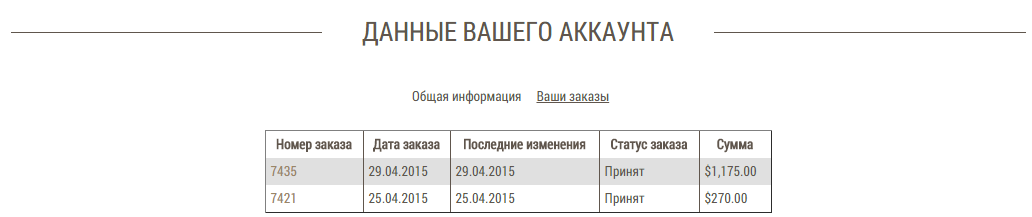 ДАННЫЕ ВАШЕГО АККАУНТА
Общая информация Ваши заказы
Номер заказа Дата заказа Последние изменения Статус заказа Сумма
7435 29.04.2015 29.04.2015 Принят $1,175.00
7421 25.04.2015 25.04.2015 Принят $270.00